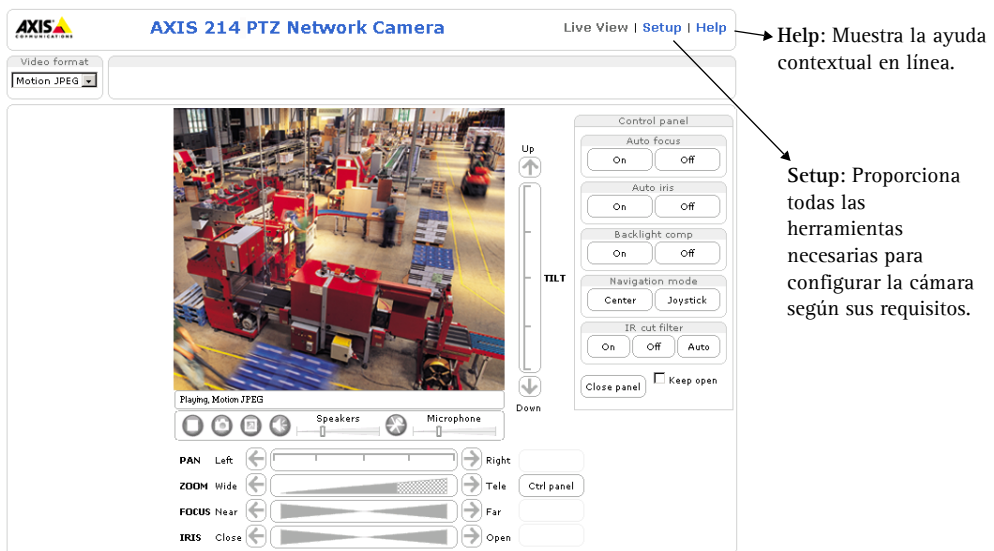 AXIS
COMMUNICATIONS
AXIS 214 PTZ Network Camera
Live View | Setup | Help
Help: Muestra la ayuda
contextual en línea.
Video format
Motion JPEG
Setup: Proporciona
todas las
herramientas
necesarias para
configurar la cámara
según sus requisitos.
Up
TILT
Down
Control panel
Auto focus
On Off
Auto iris
On Off
Backlight comp
On Off
Navigation mode
Center Joystick
IR cut filter
On Off Auto
Close panel Keep open
Playing, Motion JPEG
Speakers Microphone
PAN Left Right
ZOOM Wide Tele Ctrl panel
FOCUS Near Far
IRIS Close Open